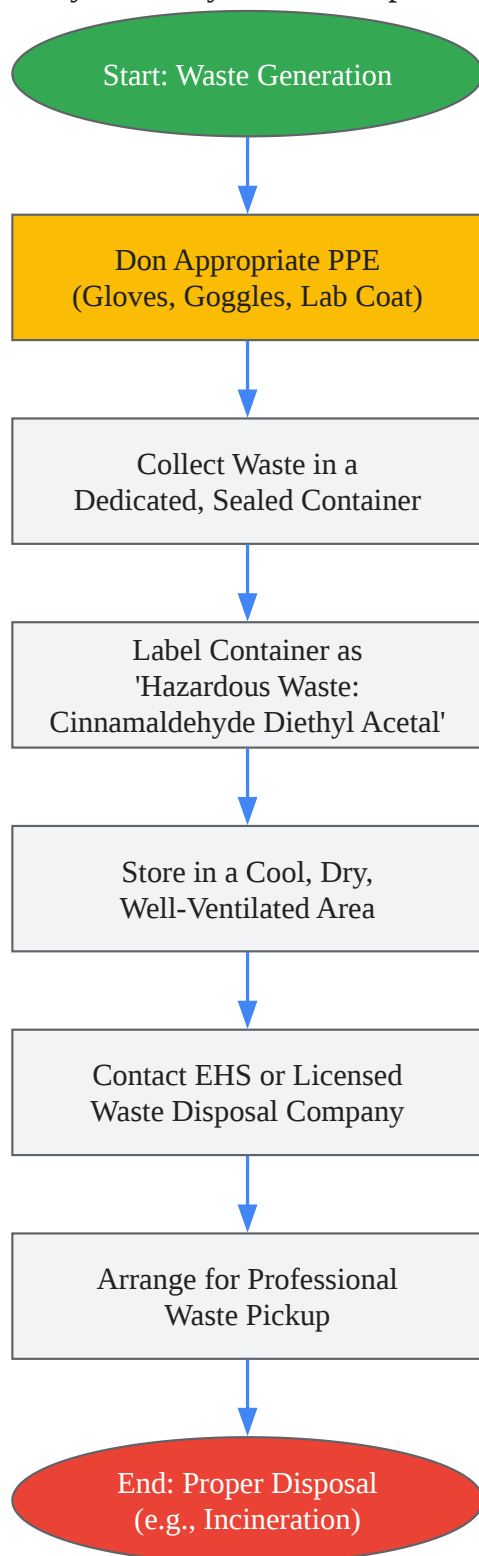 Start: Waste Generation
Don Appropriate PPE
(Gloves, Goggles, Lab Coat)
Collect Waste in a
Dedicated, Sealed Container
Label Container as
'Hazardous Waste:
Cinnamaldehyde Diethyl Acetal'
Store in a Cool, Dry,
Well-Ventilated Area
Contact EHS or Licensed
Waste Disposal Company
Arrange for Professional
Waste Pickup
End: Proper Disposal
(e.g., Incineration)